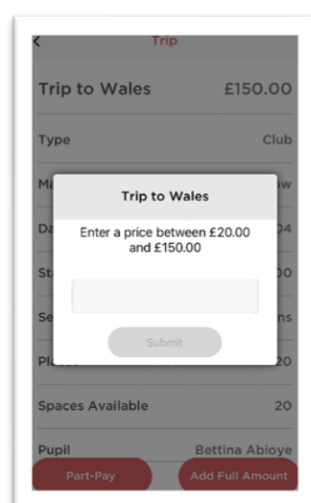 Trip
Trip to Wales £150.00
Type Club
Trip to Wales
Enter a price between £20.00
and £150.00
Submit
Spaces Available 20
Pupil Bettina Abioye
Part-Pay Add Full Amount